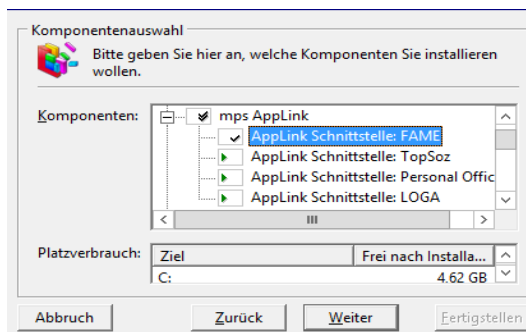 Komponentenauswahl
Bitte geben Sie hier an, welche Komponenten Sie installieren
wollen.
Komponenten:
mps AppLink
AppLink Schnittstelle: FAME
AppLink Schnittstelle: TopSoz
AppLink Schnittstelle: Personal Offic
AppLink Schnittstelle: LOGA
Platzverbrauch:
Ziel Frei nach Installa...
C: 4.62 GB
Abbruch Zurück Weiter Fertigstellen